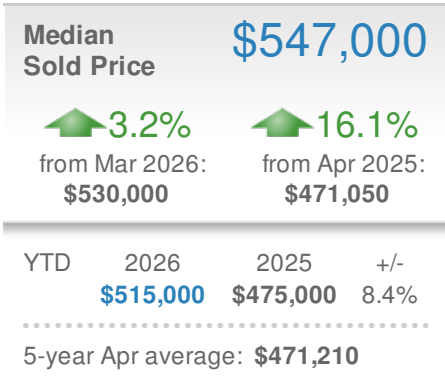 Median
Sold Price
$547,000
3.2%
from Mar 2026:
$530,000
16.1%
from Apr 2025:
$471,050
YTD 2026 2025 +/-
$515,000 $475,000 8.4%
5-year Apr average: $471,210